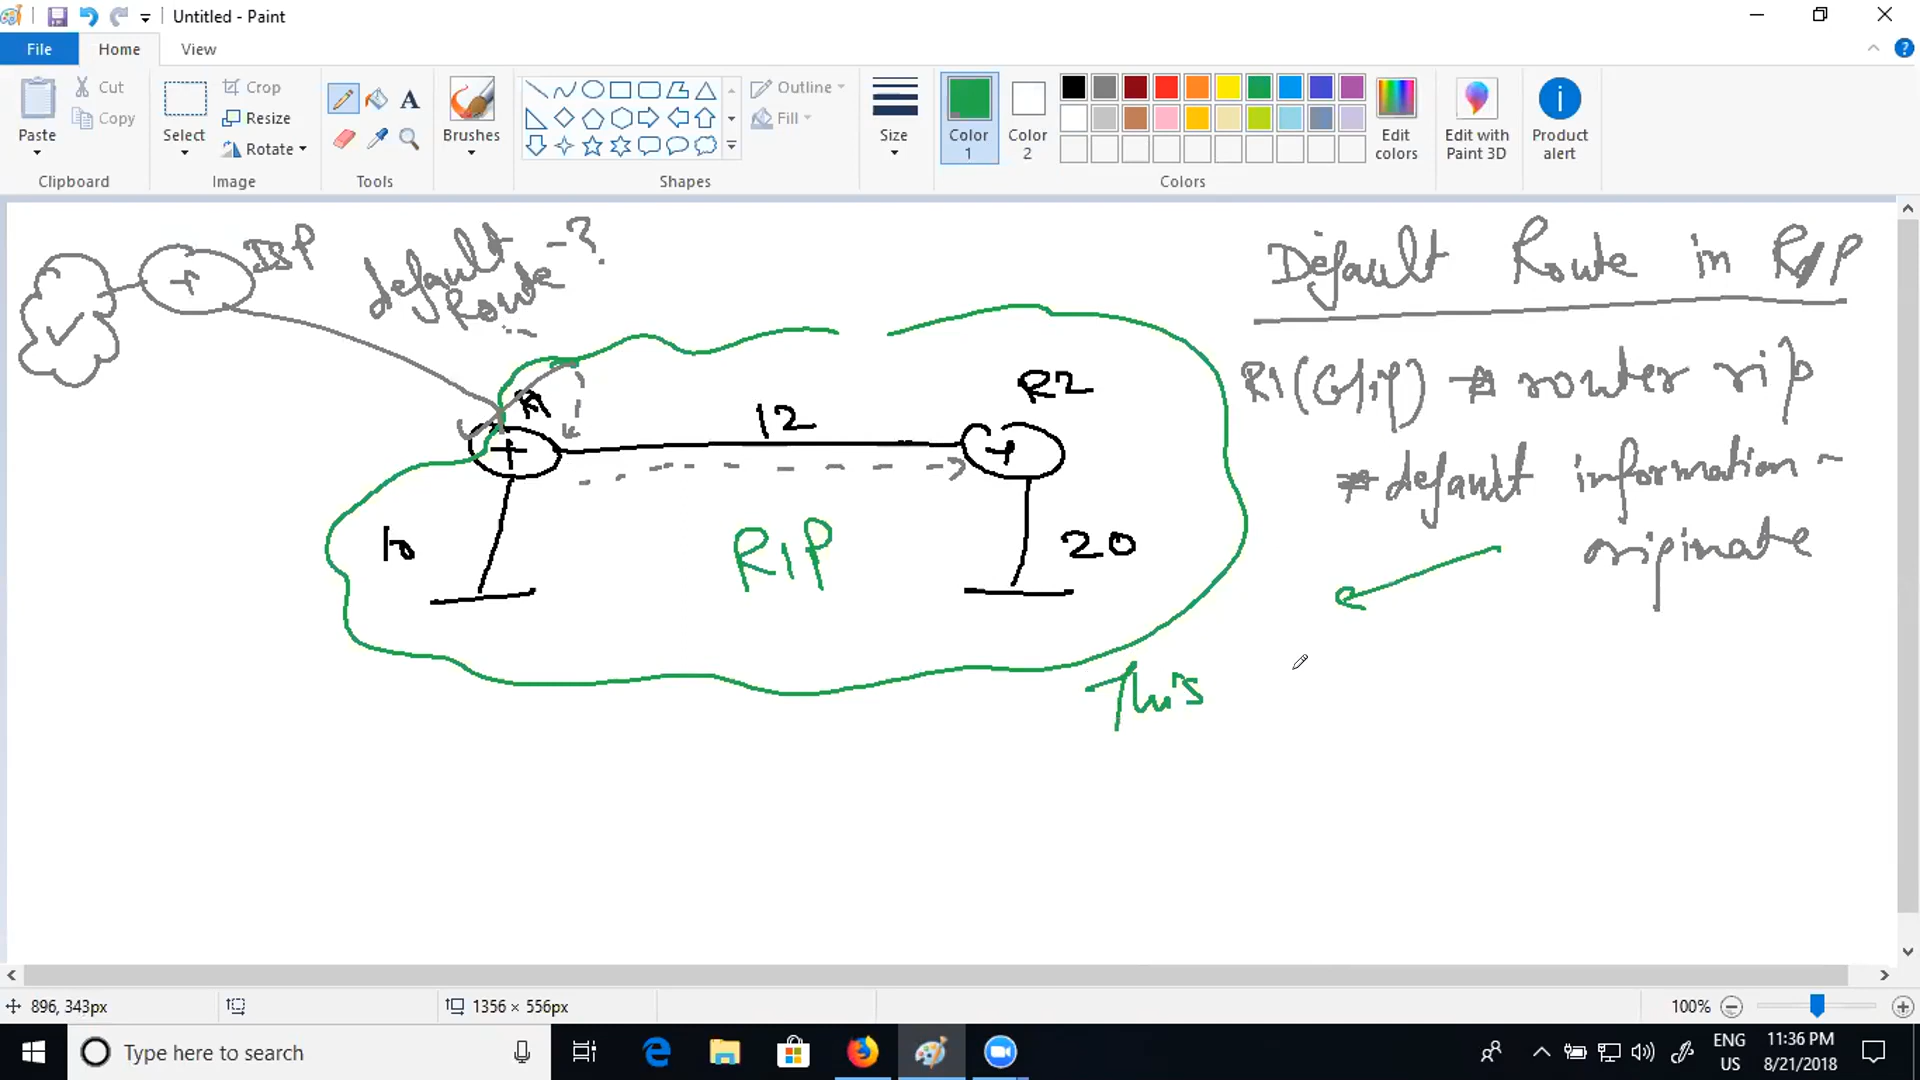 Untitled - Paint
File
Home
View
Paste
Cut
Copy
Clipboard
Select
Crop
Resize
Rotate
Image
Tools
Brushes
Shapes
Outline
Fill
Size
Color 1
Color 2
Edit colors
Edit with Paint 3D
Product alert
Colors
ISP
default -?
Route
Default Route in RIP
R1
12
R2
R1(G/if) -# router rip
# default information -
originate
10
RIP
20
This
896, 343px
1356 × 556px
100%
Type here to search
ENG
US
11:36 PM
8/21/2018